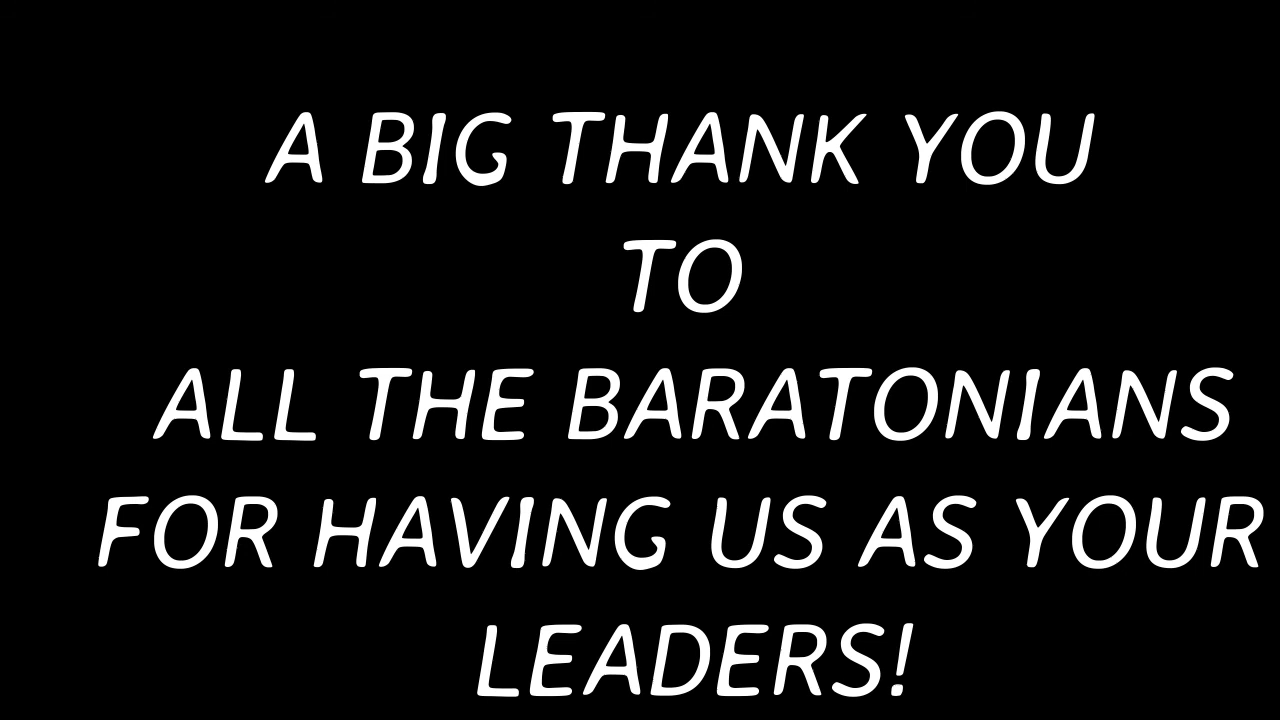 A BIG THANK YOU
TO
ALL THE BARATONIANS
FOR HAVING US AS YOUR
LEADERS!